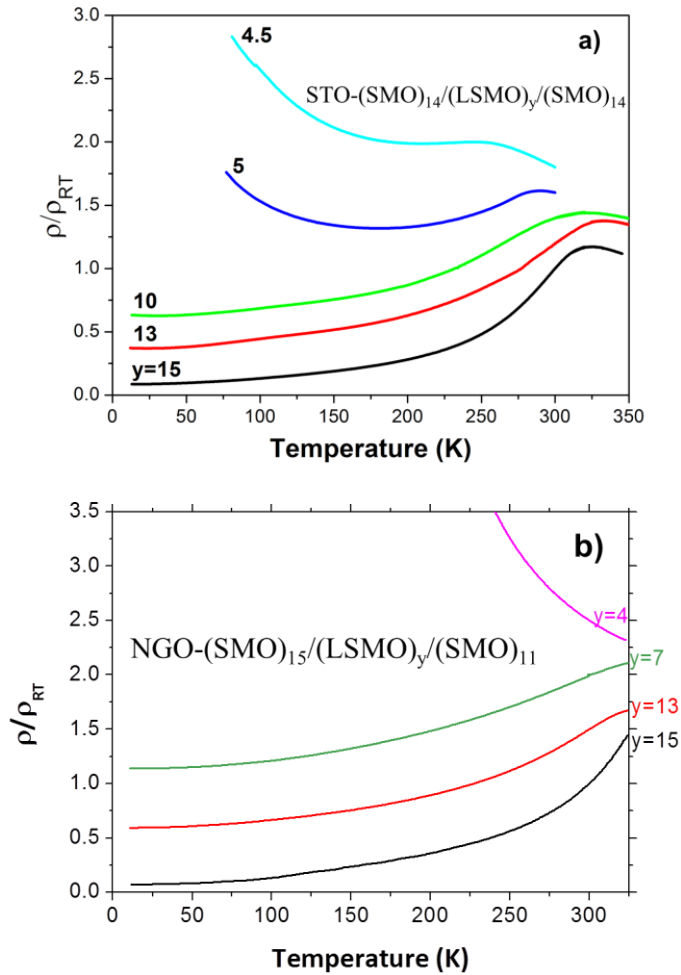 3.0
4.5
a)
2.5
STO-(SMO)₁₄/(LSMO)y/(SMO)₁₄
2.0
5
1.5
ρ/ρRT
1.0
10
0.5
13
y=15
0.0
0 50 100 150 200 250 300 350
Temperature (K)
3.5
b)
3.0
2.5
y=4
NGO-(SMO)₁₅/(LSMO)y/(SMO)₁₁
y=7
2.0
y=13
1.5
y=15
ρ/ρRT
1.0
0.5
0.0
0 50 100 150 200 250 300
Temperature (K)